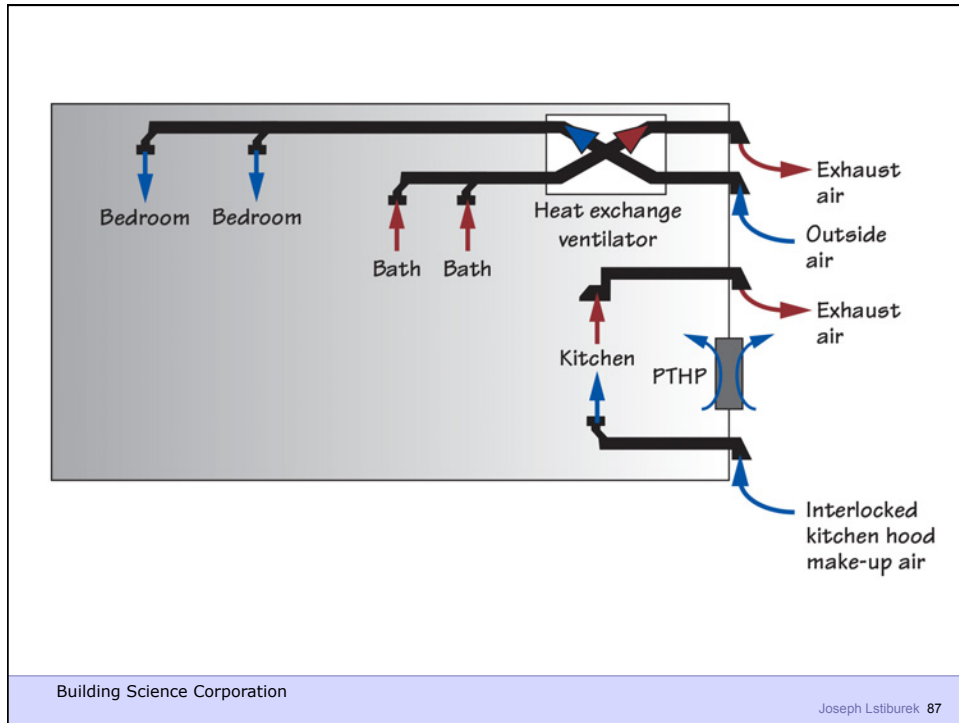 Bedroom
Bedroom
Bath
Bath
Heat exchange
ventilator
Exhaust
air
Outside
air
Exhaust
air
Kitchen
PTHP
Interlocked
kitchen hood
make-up air
Building Science Corporation
Joseph Lstiburek 87